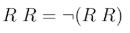 R R = ¬(R R)